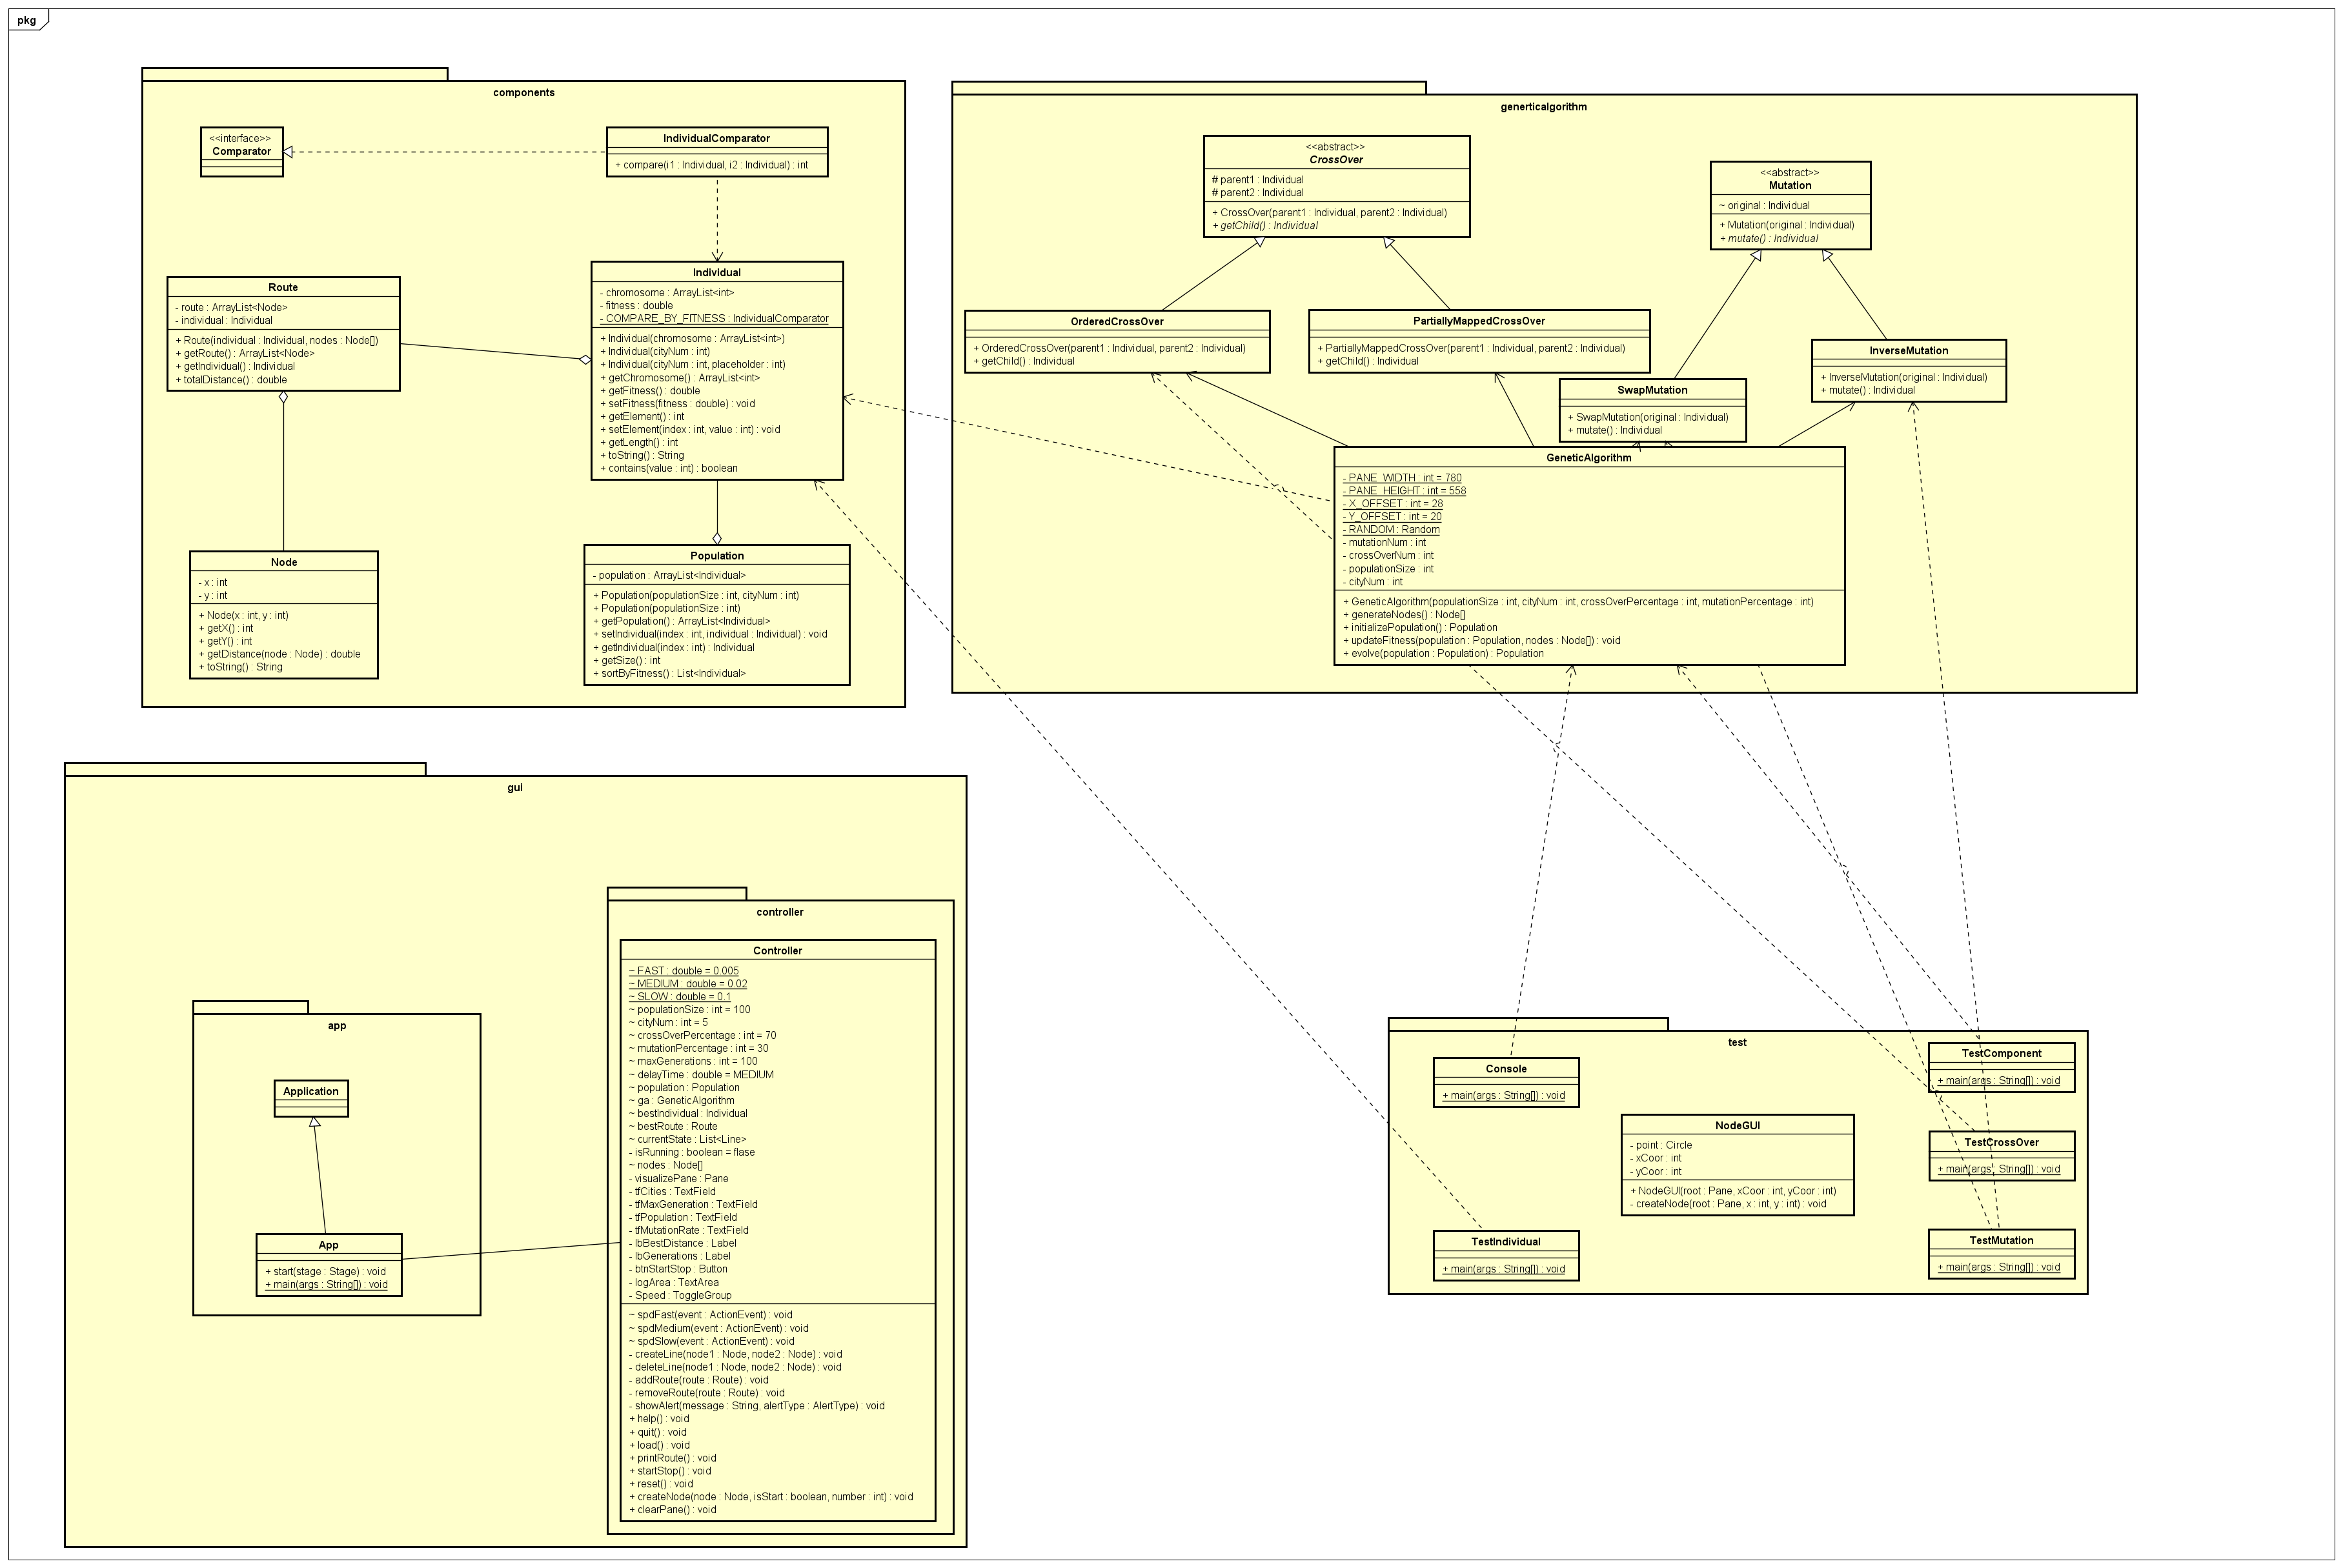 pkg
components
<<interface>>
Comparator
IndividualComparator
+ compare(i1 : Individual, i2 : Individual) : int
Route
- route : ArrayList<Node>
- individual : Individual
+ Route(individual : Individual, nodes : Node[])
+ getRoute() : ArrayList<Node>
+ getIndividual() : Individual
+ totalDistance() : double
Individual
- chromosome : ArrayList<int>
- fitness : double
- COMPARE_BY_FITNESS : IndividualComparator
+ Individual(chromosome : ArrayList<int>)
+ Individual(cityNum : int)
+ Individual(cityNum : int, placeholder : int)
+ getChromosome() : ArrayList<int>
+ getFitness() : double
+ setFitness(fitness : double) : void
+ getElement() : int
+ setElement(index : int, value : int) : void
+ getLength() : int
+ toString() : String
+ contains(value : int) : boolean
Node
- x : int
- y : int
+ Node(x : int, y : int)
+ getX() : int
+ getY() : int
+ getDistance(node : Node) : double
+ toString() : String
Population
- population : ArrayList<Individual>
+ Population(populationSize : int, cityNum : int)
+ Population(populationSize : int)
+ getPopulation() : ArrayList<Individual>
+ setIndividual(index : int, individual : Individual) : void
+ getIndividual(index : int) : Individual
+ getSize() : int
+ sortByFitness() : List<Individual>
generticalgorithm
<<abstract>>
CrossOver
# parent1 : Individual
# parent2 : Individual
+ CrossOver(parent1 : Individual, parent2 : Individual)
+ getChild() : Individual
<<abstract>>
Mutation
~ original : Individual
+ Mutation(original : Individual)
+ mutate() : Individual
OrderedCrossOver
+ OrderedCrossOver(parent1 : Individual, parent2 : Individual)
+ getChild() : Individual
PartiallyMappedCrossOver
+ PartiallyMappedCrossOver(parent1 : Individual, parent2 : Individual)
+ getChild() : Individual
SwapMutation
+ SwapMutation(original : Individual)
+ mutate() : Individual
InverseMutation
+ InverseMutation(original : Individual)
+ mutate() : Individual
GeneticAlgorithm
- PANE_WIDTH : int = 780
- PANE_HEIGHT : int = 558
- X_OFFSET : int = 28
- Y_OFFSET : int = 20
- RANDOM : Random
- mutationNum : int
- crossOverNum : int
- populationSize : int
- cityNum : int
+ GeneticAlgorithm(populationSize : int, cityNum : int, crossOverPercentage : int, mutationPercentage : int)
+ generateNodes() : Node[]
+ initializePopulation() : Population
+ updateFitness(population : Population, nodes : Node[]) : void
+ evolve(population : Population) : Population
gui
app
Application
App
+ start(stage : Stage) : void
+ main(args : String[]) : void
controller
Controller
~ FAST : double = 0.005
~ MEDIUM : double = 0.02
~ SLOW : double = 0.1
~ populationSize : int = 100
~ cityNum : int = 5
~ crossOverPercentage : int = 70
~ mutationPercentage : int = 30
~ maxGenerations : int = 100
~ delayTime : double = MEDIUM
~ population : Population
~ ga : GeneticAlgorithm
~ bestIndividual : Individual
~ bestRoute : Route
~ currentState : List<Line>
- isRunning : boolean = flase
~ nodes : Node[]
- visualizePane : Pane
- tfCities : TextField
- tfMaxGeneration : TextField
- tfPopulation : TextField
- tfMutationRate : TextField
- lbBestDistance : Label
- lbGenerations : Label
- btnStartStop : Button
- logArea : TextArea
- Speed : ToggleGroup
~ spdFast(event : ActionEvent) : void
~ spdMedium(event : ActionEvent) : void
~ spdSlow(event : ActionEvent) : void
- createLine(node1 : Node, node2 : Node) : void
- deleteLine(node1 : Node, node2 : Node) : void
- addRoute(route : Route) : void
- removeRoute(route : Route) : void
- showAlert(message : String, alertType : AlertType) : void
+ help() : void
+ quit() : void
+ load() : void
+ printRoute() : void
+ startStop() : void
+ reset() : void
+ createNode(node : Node, isStart : boolean, number : int) : void
+ clearPane() : void
test
Console
+ main(args : String[]) : void
NodeGUI
- point : Circle
- xCoor : int
- yCoor : int
+ NodeGUI(root : Pane, xCoor : int, yCoor : int)
- createNode(root : Pane, x : int, y : int) : void
TestIndividual
+ main(args : String[]) : void
TestComponent
+ main(args : String[]) : void
TestCrossOver
+ main(args : String[]) : void
TestMutation
+ main(args : String[]) : void